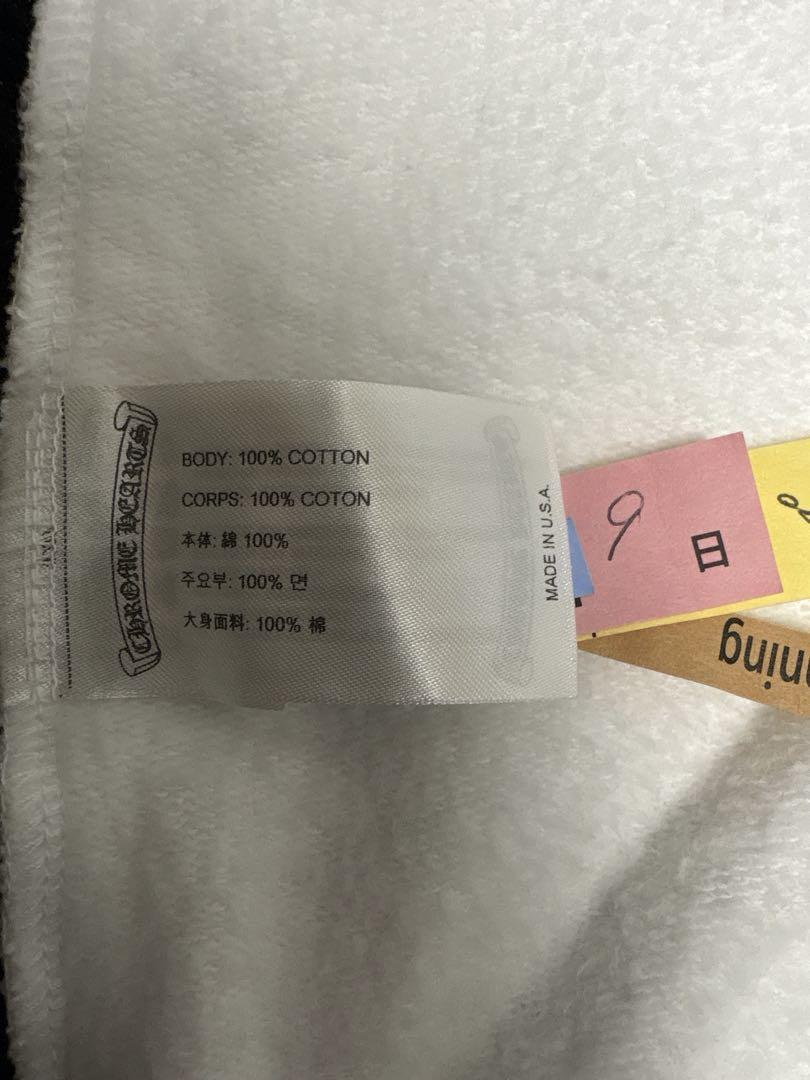 CHROME HEARTS
BODY: 100% COTTON
CORPS: 100% COTON
本体: 綿 100%
주요부: 100% 면
大身面料: 100% 棉
MADE IN U.S.A.
9
日
ning